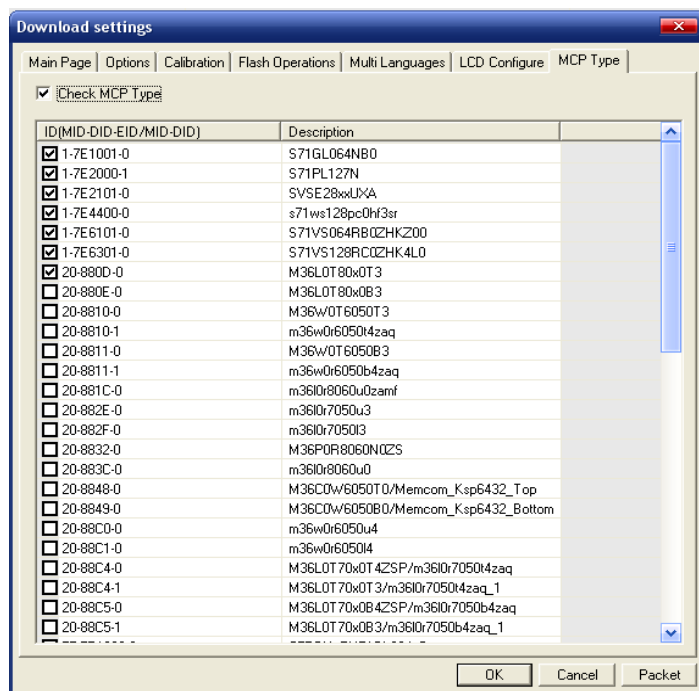 Download settings
Main Page Options Calibration Flash Operations Multi Languages LCD Configure MCP Type
Check MCP Type
ID(MID-DID-EID/MID-DID) Description
1-7E1001-0 S71GL064NB0
1-7E2000-1 S71PL127N
1-7E2101-0 SVSE28xxUXA
1-7E4400-0 s71ws128pc0hf3sr
1-7E6101-0 S71VS064RB0ZHKZ00
1-7E6301-0 S71VS128RC0ZHK4L0
20-880D-0 M36L0T80x0T3
20-880E-0 M36L0T80x0B3
20-8810-0 M36W0T6050T3
20-8810-1 m36w0r6050t4zaq
20-8811-0 M36W0T6050B3
20-8811-1 m36w0r6050b4zaq
20-881C-0 m36l0r8060u0zamf
20-882E-0 m36l0r7050u3
20-882F-0 m36l0r7050l3
20-8832-0 M36P0R8060N0ZS
20-883C-0 m36l0r8060u0
20-8848-0 M36C0W6050T0/Memcom_Ksp6432_Top
20-8849-0 M36C0W6050B0/Memcom_Ksp6432_Bottom
20-88C0-0 m36w0r6050u4
20-88C1-0 m36w0r6050l4
20-88C4-0 M36L0T70x0T4ZSP/m36l0r7050t4zaq
20-88C4-1 M36L0T70x0T3/m36l0r7050t4zaq_1
20-88C5-0 M36L0T70x0B4ZSP/m36l0r7050b4zaq
20-88C5-1 M36L0T70x0B3/m36l0r7050b4zaq_1
OK Cancel Packet